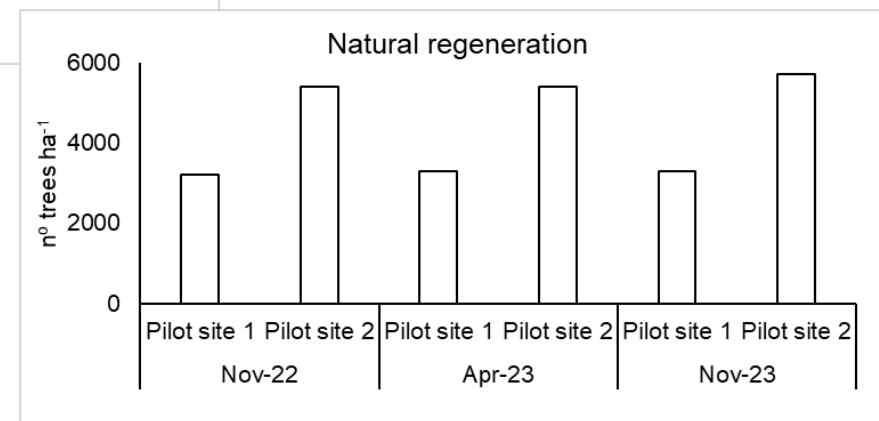 Natural regeneration
nº trees ha⁻¹
6000
4000
2000
0
Pilot site 1 Pilot site 2 Pilot site 1 Pilot site 2 Pilot site 1 Pilot site 2
Nov-22 Apr-23 Nov-23